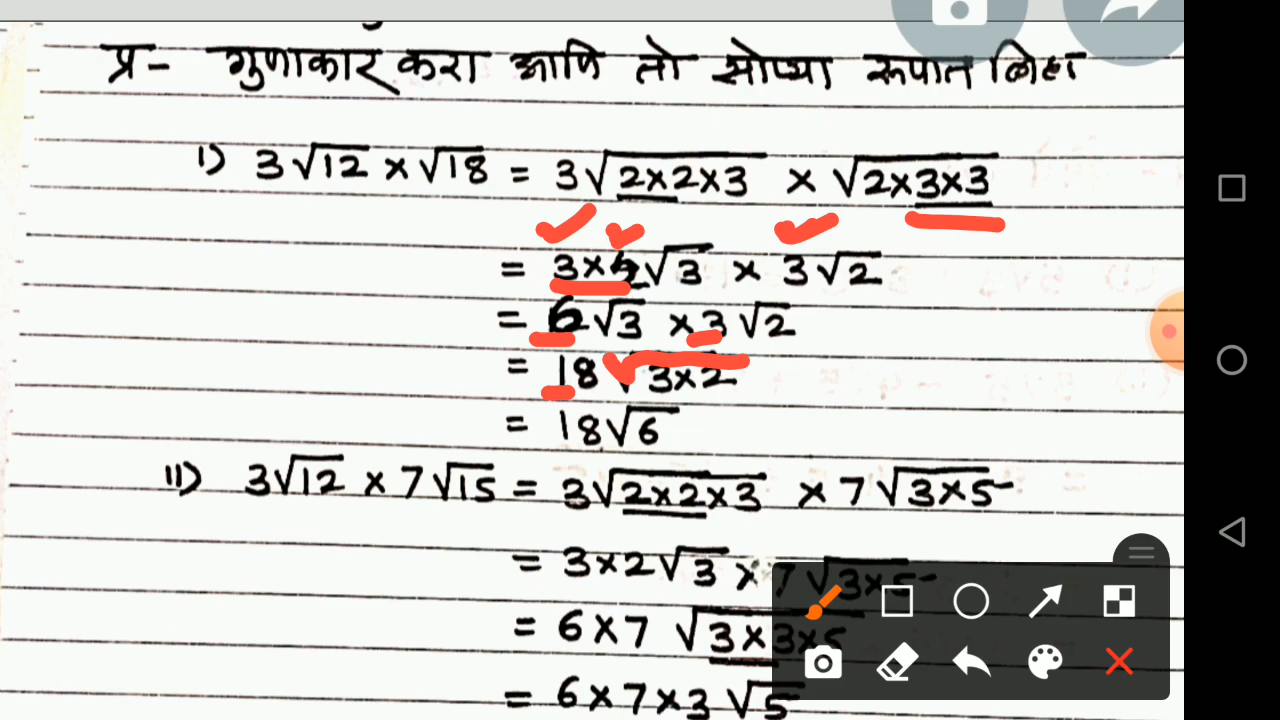 प्र- गुणाकार करा आणि तो सोप्या रूपात लिहा
i) 3√12 × √18 = 3√2×2×3 × √2×3×3
= 3×2√3 × 3√2
= 6√3 × 3√2
= 18√3×2
= 18√6
ii) 3√12 × 7√15 = 3√2×2×3 × 7√3×5
= 3×2√3 × 7√3×5
= 6×7 √3×3×5
= 6×7×3√5